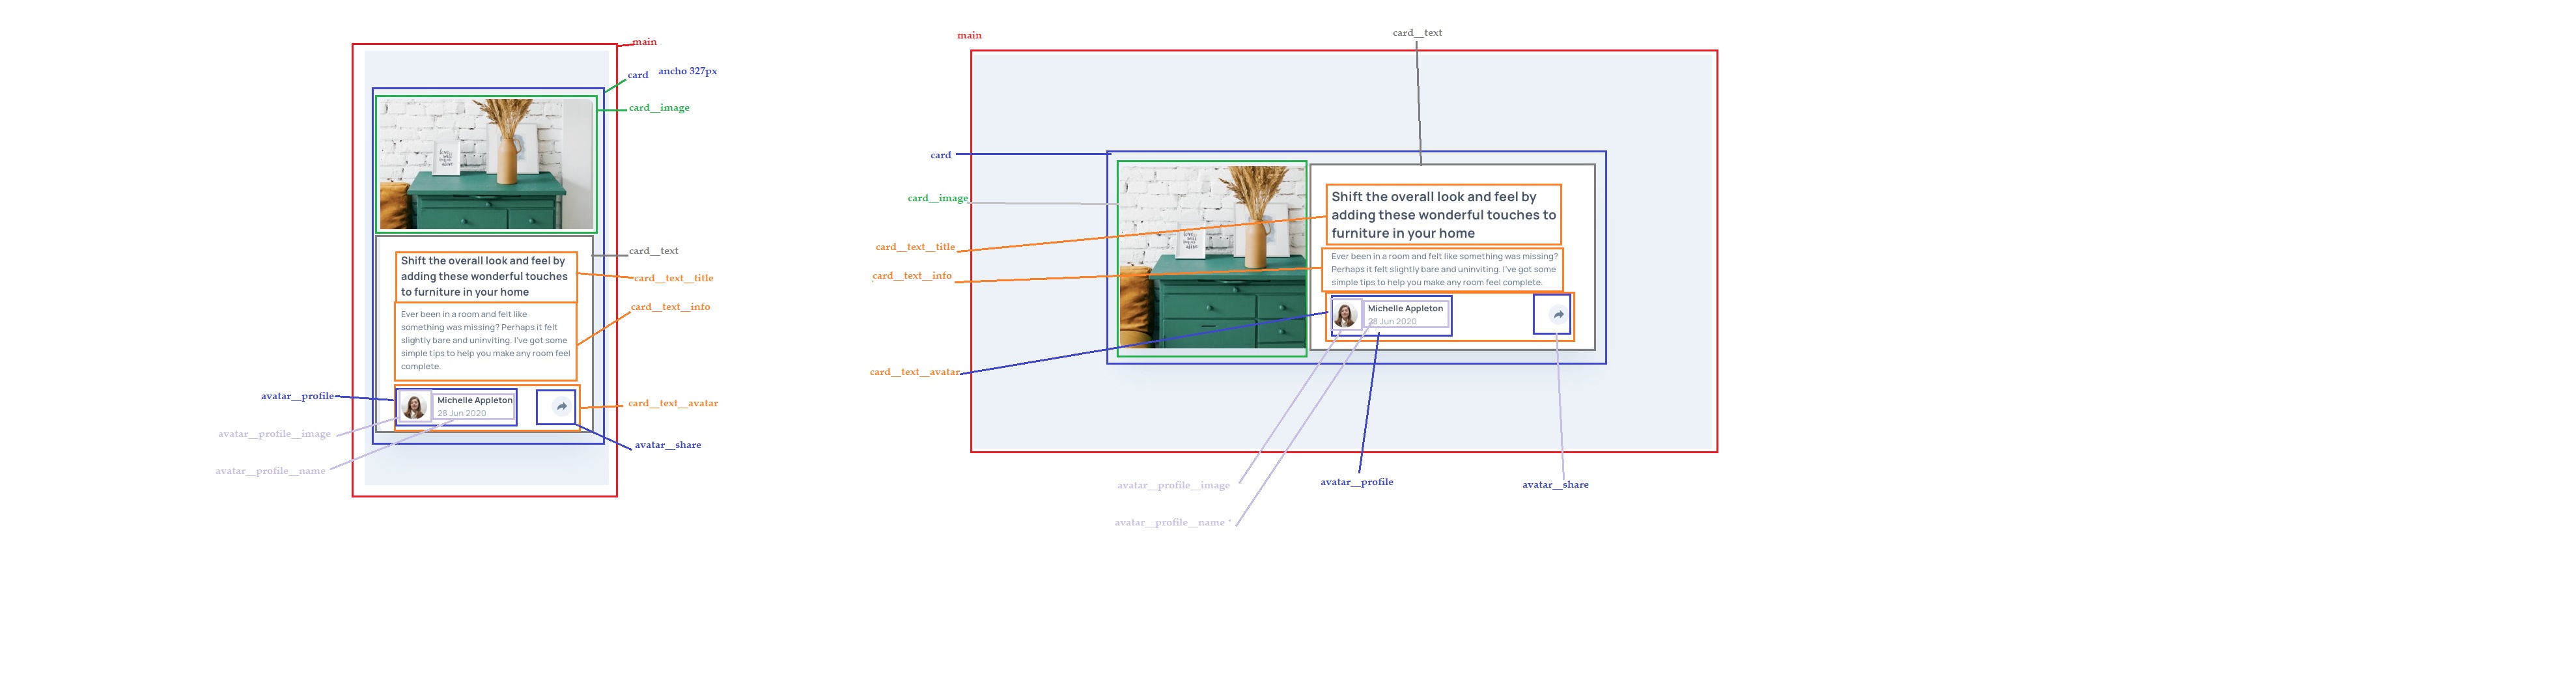 main
card ancho 327px
card__image
card__text
Shift the overall look and feel by
adding these wonderful touches
to furniture in your home
card__text__title
card__text__info
Ever been in a room and felt like
something was missing? Perhaps it felt
slightly bare and uninviting. I've got some
simple tips to help you make any room feel
complete.
avatar__profile
Michelle Appleton
28 Jun 2020
card__text__avatar
avatar__profile__image
avatar__share
avatar__profile__name
main
card__text
card
card__image
Shift the overall look and feel by
adding these wonderful touches to
furniture in your home
card__text__title
Ever been in a room and felt like something was missing?
Perhaps it felt slightly bare and uninviting. I've got some
simple tips to help you make any room feel complete.
card__text__info
Michelle Appleton
28 Jun 2020
card__text__avatar
avatar__profile__image
avatar__profile
avatar__share
avatar__profile__name